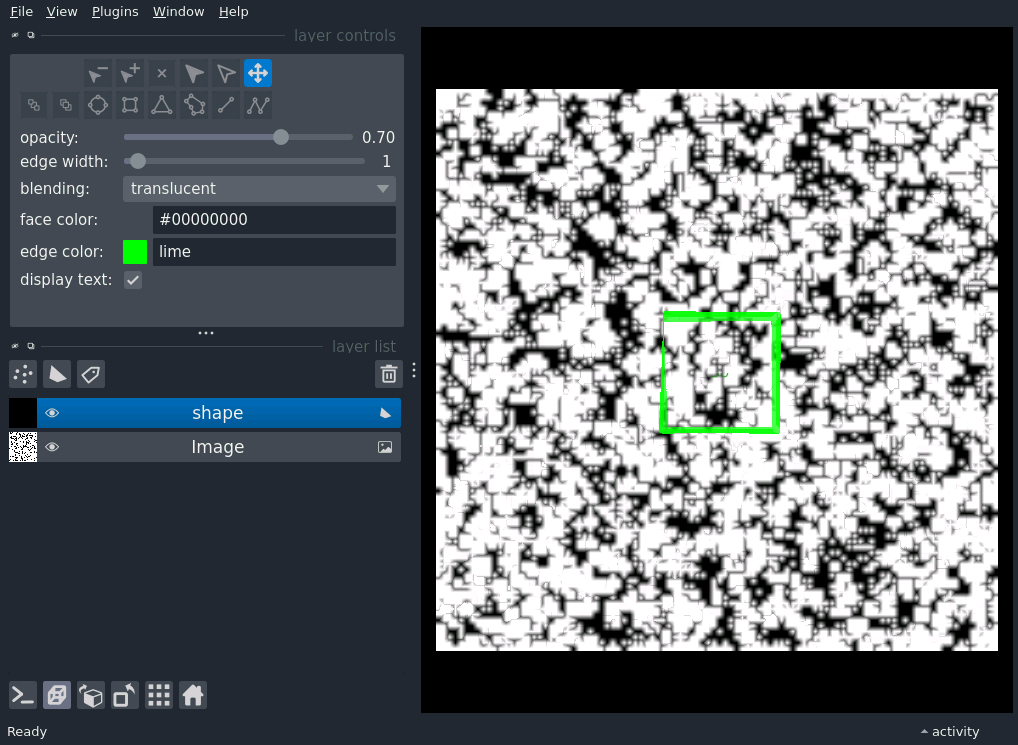 File View Plugins Window Help
layer controls
opacity: 0.70
edge width: 1
blending: translucent
face color: #00000000
edge color: lime
display text:
layer list
shape
Image
Ready
activity